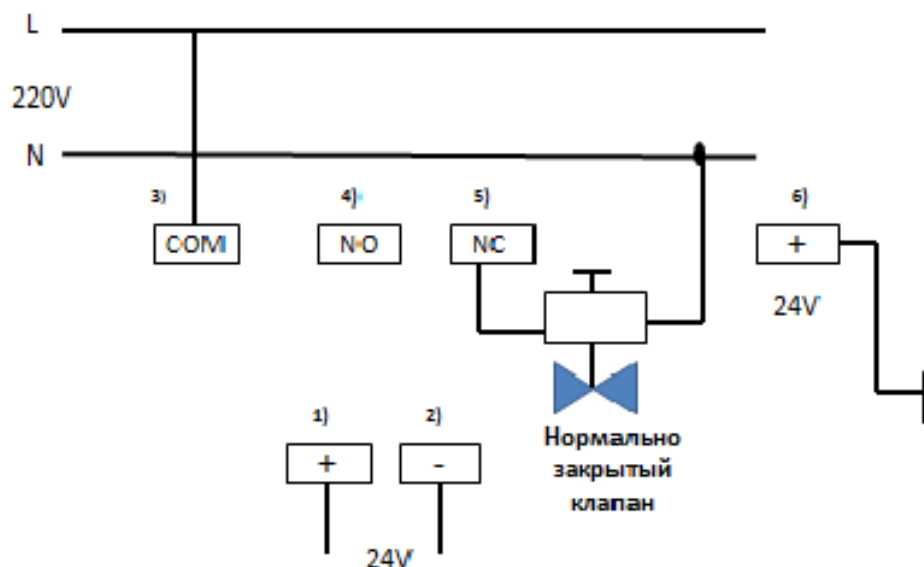 L
220V
N
3) 4) 5) 6)
COM NO NC +
24V
Нормально
закрытый
клапан
1) 2)
+ -
24V